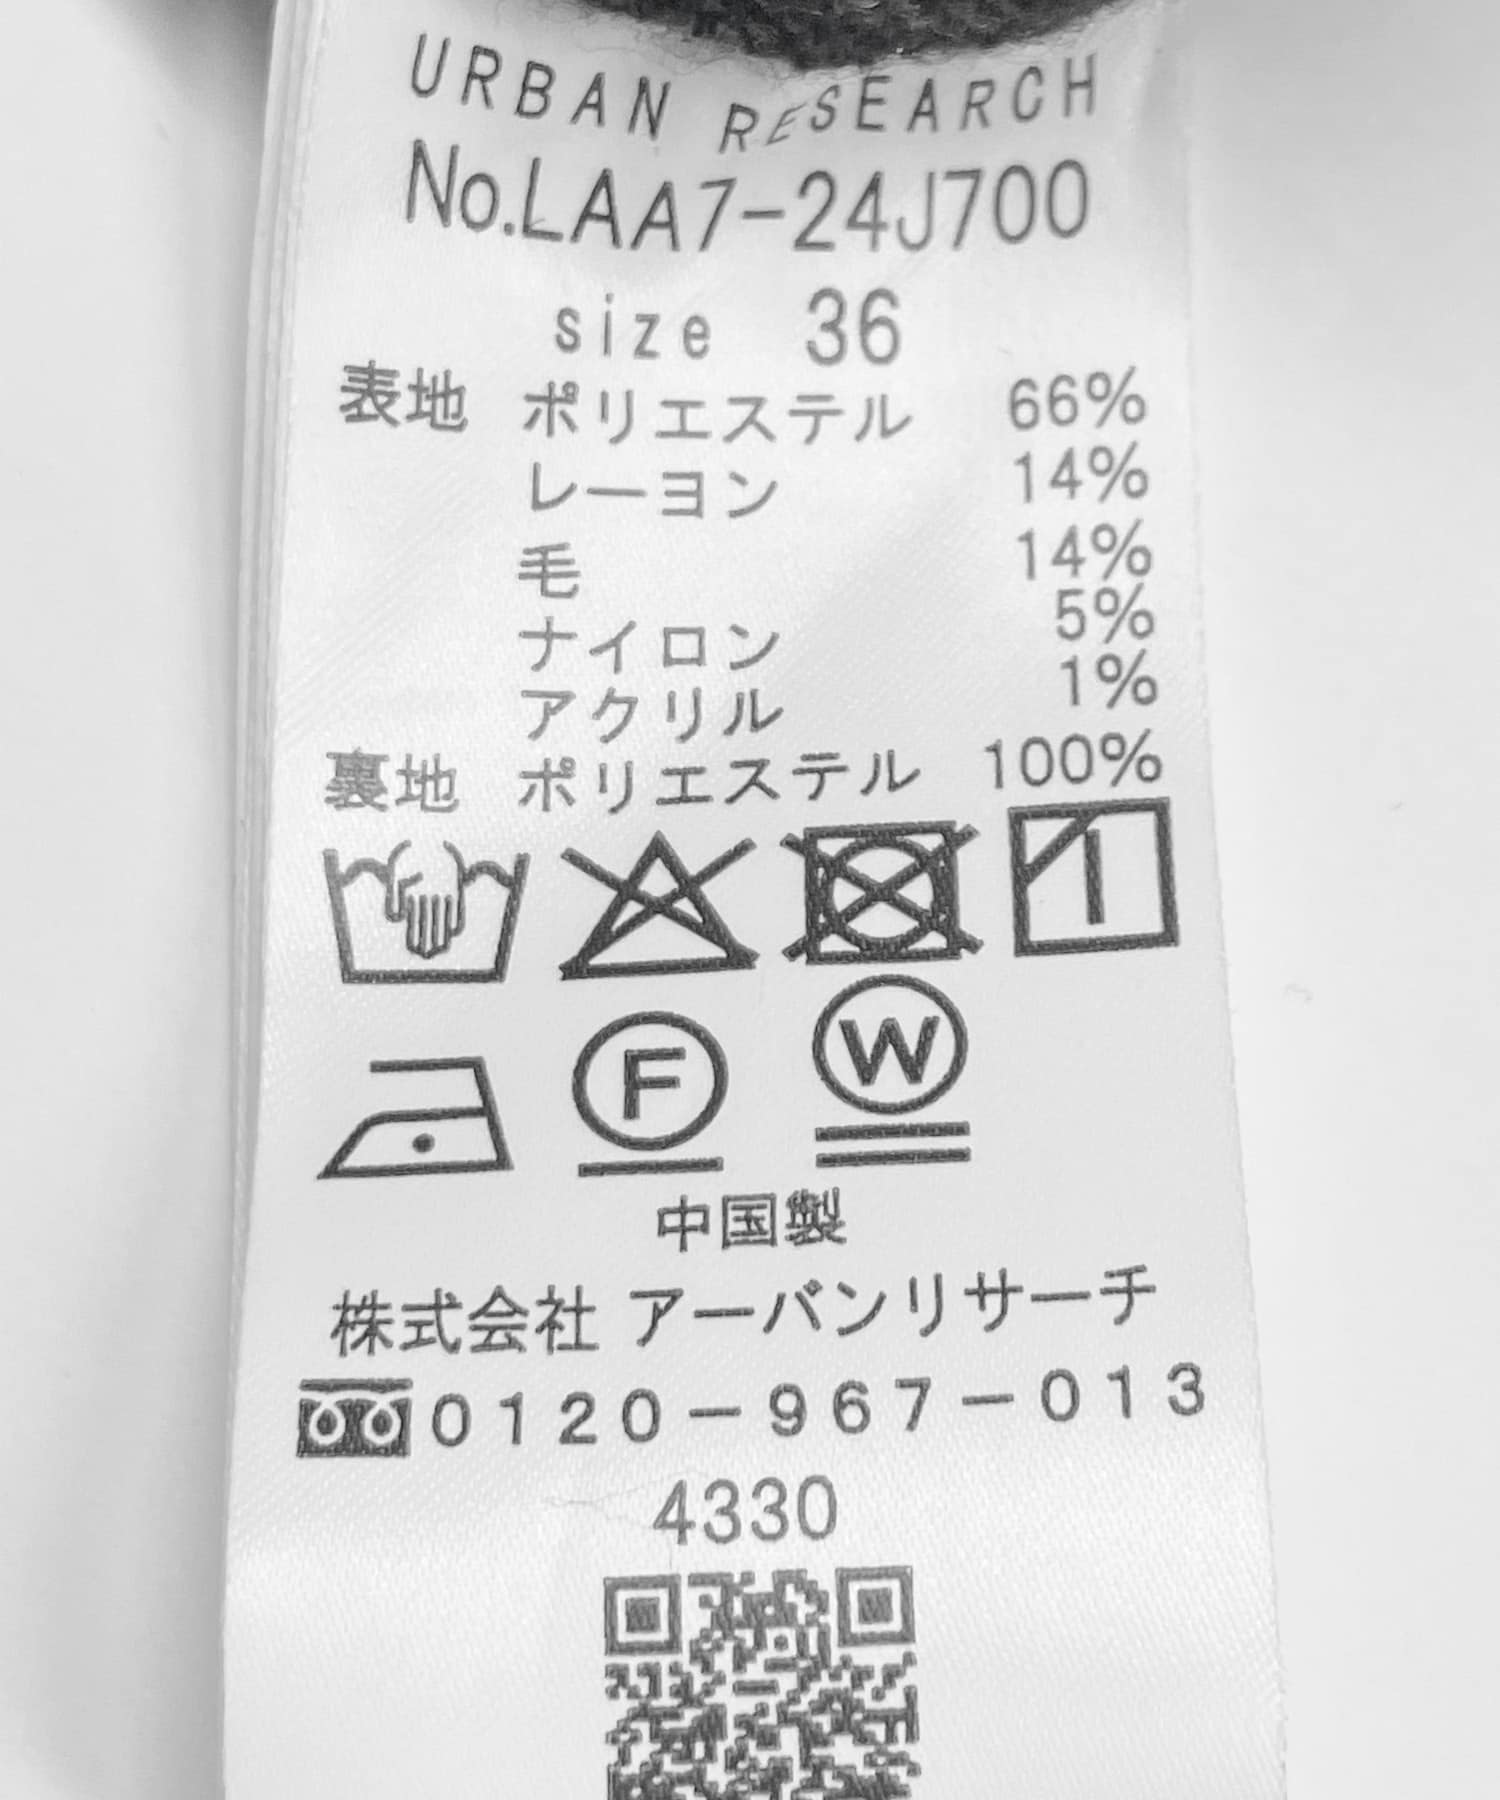 URBAN RESEARCH
No.LAA7-24J700
size 36
表地 ポリエステル 66%
レーヨン 14%
毛 14%
ナイロン 5%
アクリル 1%
裏地 ポリエステル 100%
F W
中国製
株式会社 アーバンリサーチ
0120-967-013
4330